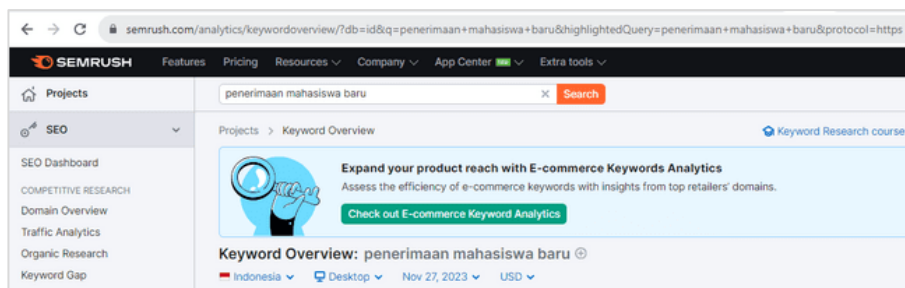 semrush.com/analytics/keywordoverview/?db=id&q=penerimaan+mahasiswa+baru&highlightedQuery=penerimaan+mahasiswa+baru&protocol=https
SEMRUSH Features Pricing Resources Company App Center NEW Extra tools
Projects penerimaan mahasiswa baru × Search
SEO Projects > Keyword Overview Keyword Research course
SEO Dashboard Expand your product reach with E-commerce Keywords Analytics
COMPETITIVE RESEARCH Assess the efficiency of e-commerce keywords with insights from top retailers' domains.
Domain Overview Check out E-commerce Keyword Analytics
Traffic Analytics
Organic Research Keyword Overview: penerimaan mahasiswa baru
Keyword Gap Indonesia Desktop Nov 27, 2023 USD